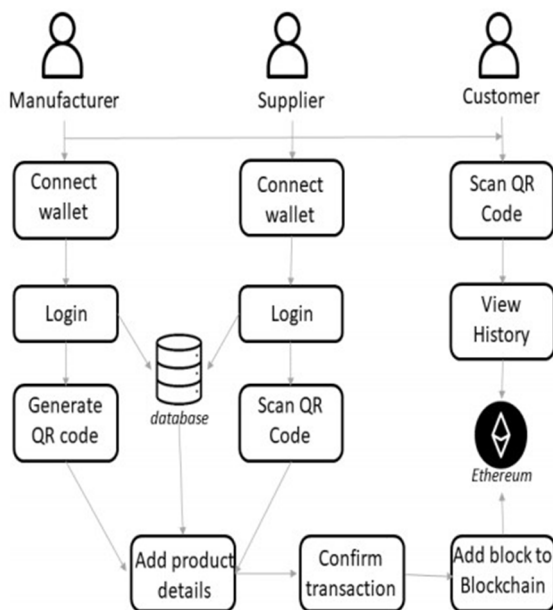 Manufacturer
Supplier
Customer
Connect
wallet
Connect
wallet
Scan QR
Code
Login
Login
View
History
database
Generate
QR code
Scan QR
Code
Ethereum
Add product
details
Confirm
transaction
Add block to
Blockchain